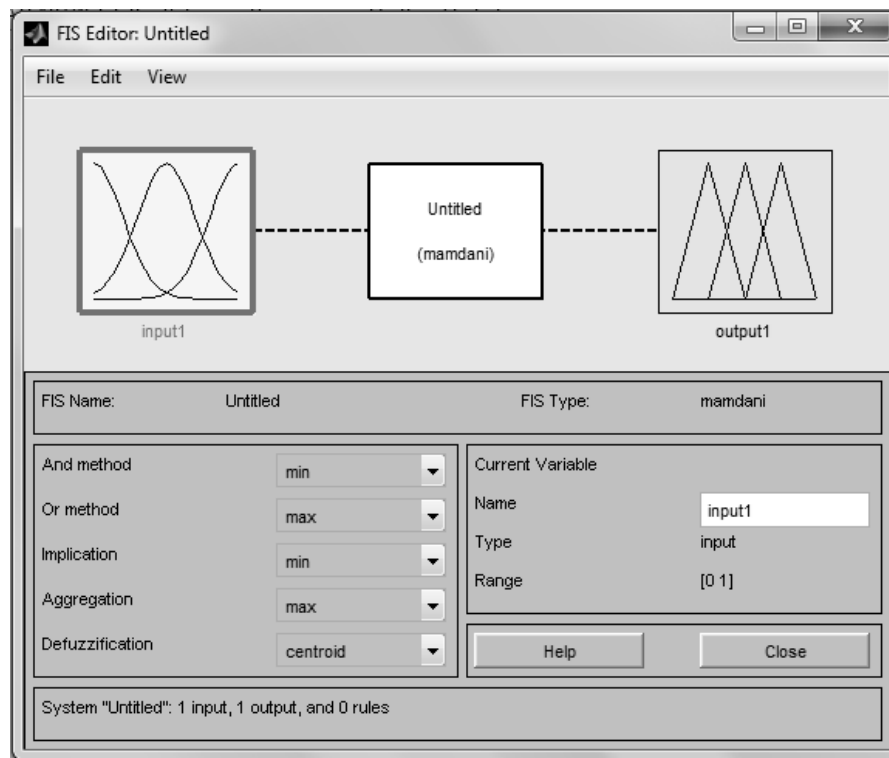 FIS Editor: Untitled
File Edit View
Untitled
(mamdani)
input1
output1
FIS Name: Untitled
FIS Type: mamdani
And method min
Or method max
Implication min
Aggregation max
Defuzzification centroid
Current Variable
Name input1
Type input
Range [0 1]
Help
Close
System "Untitled": 1 input, 1 output, and 0 rules